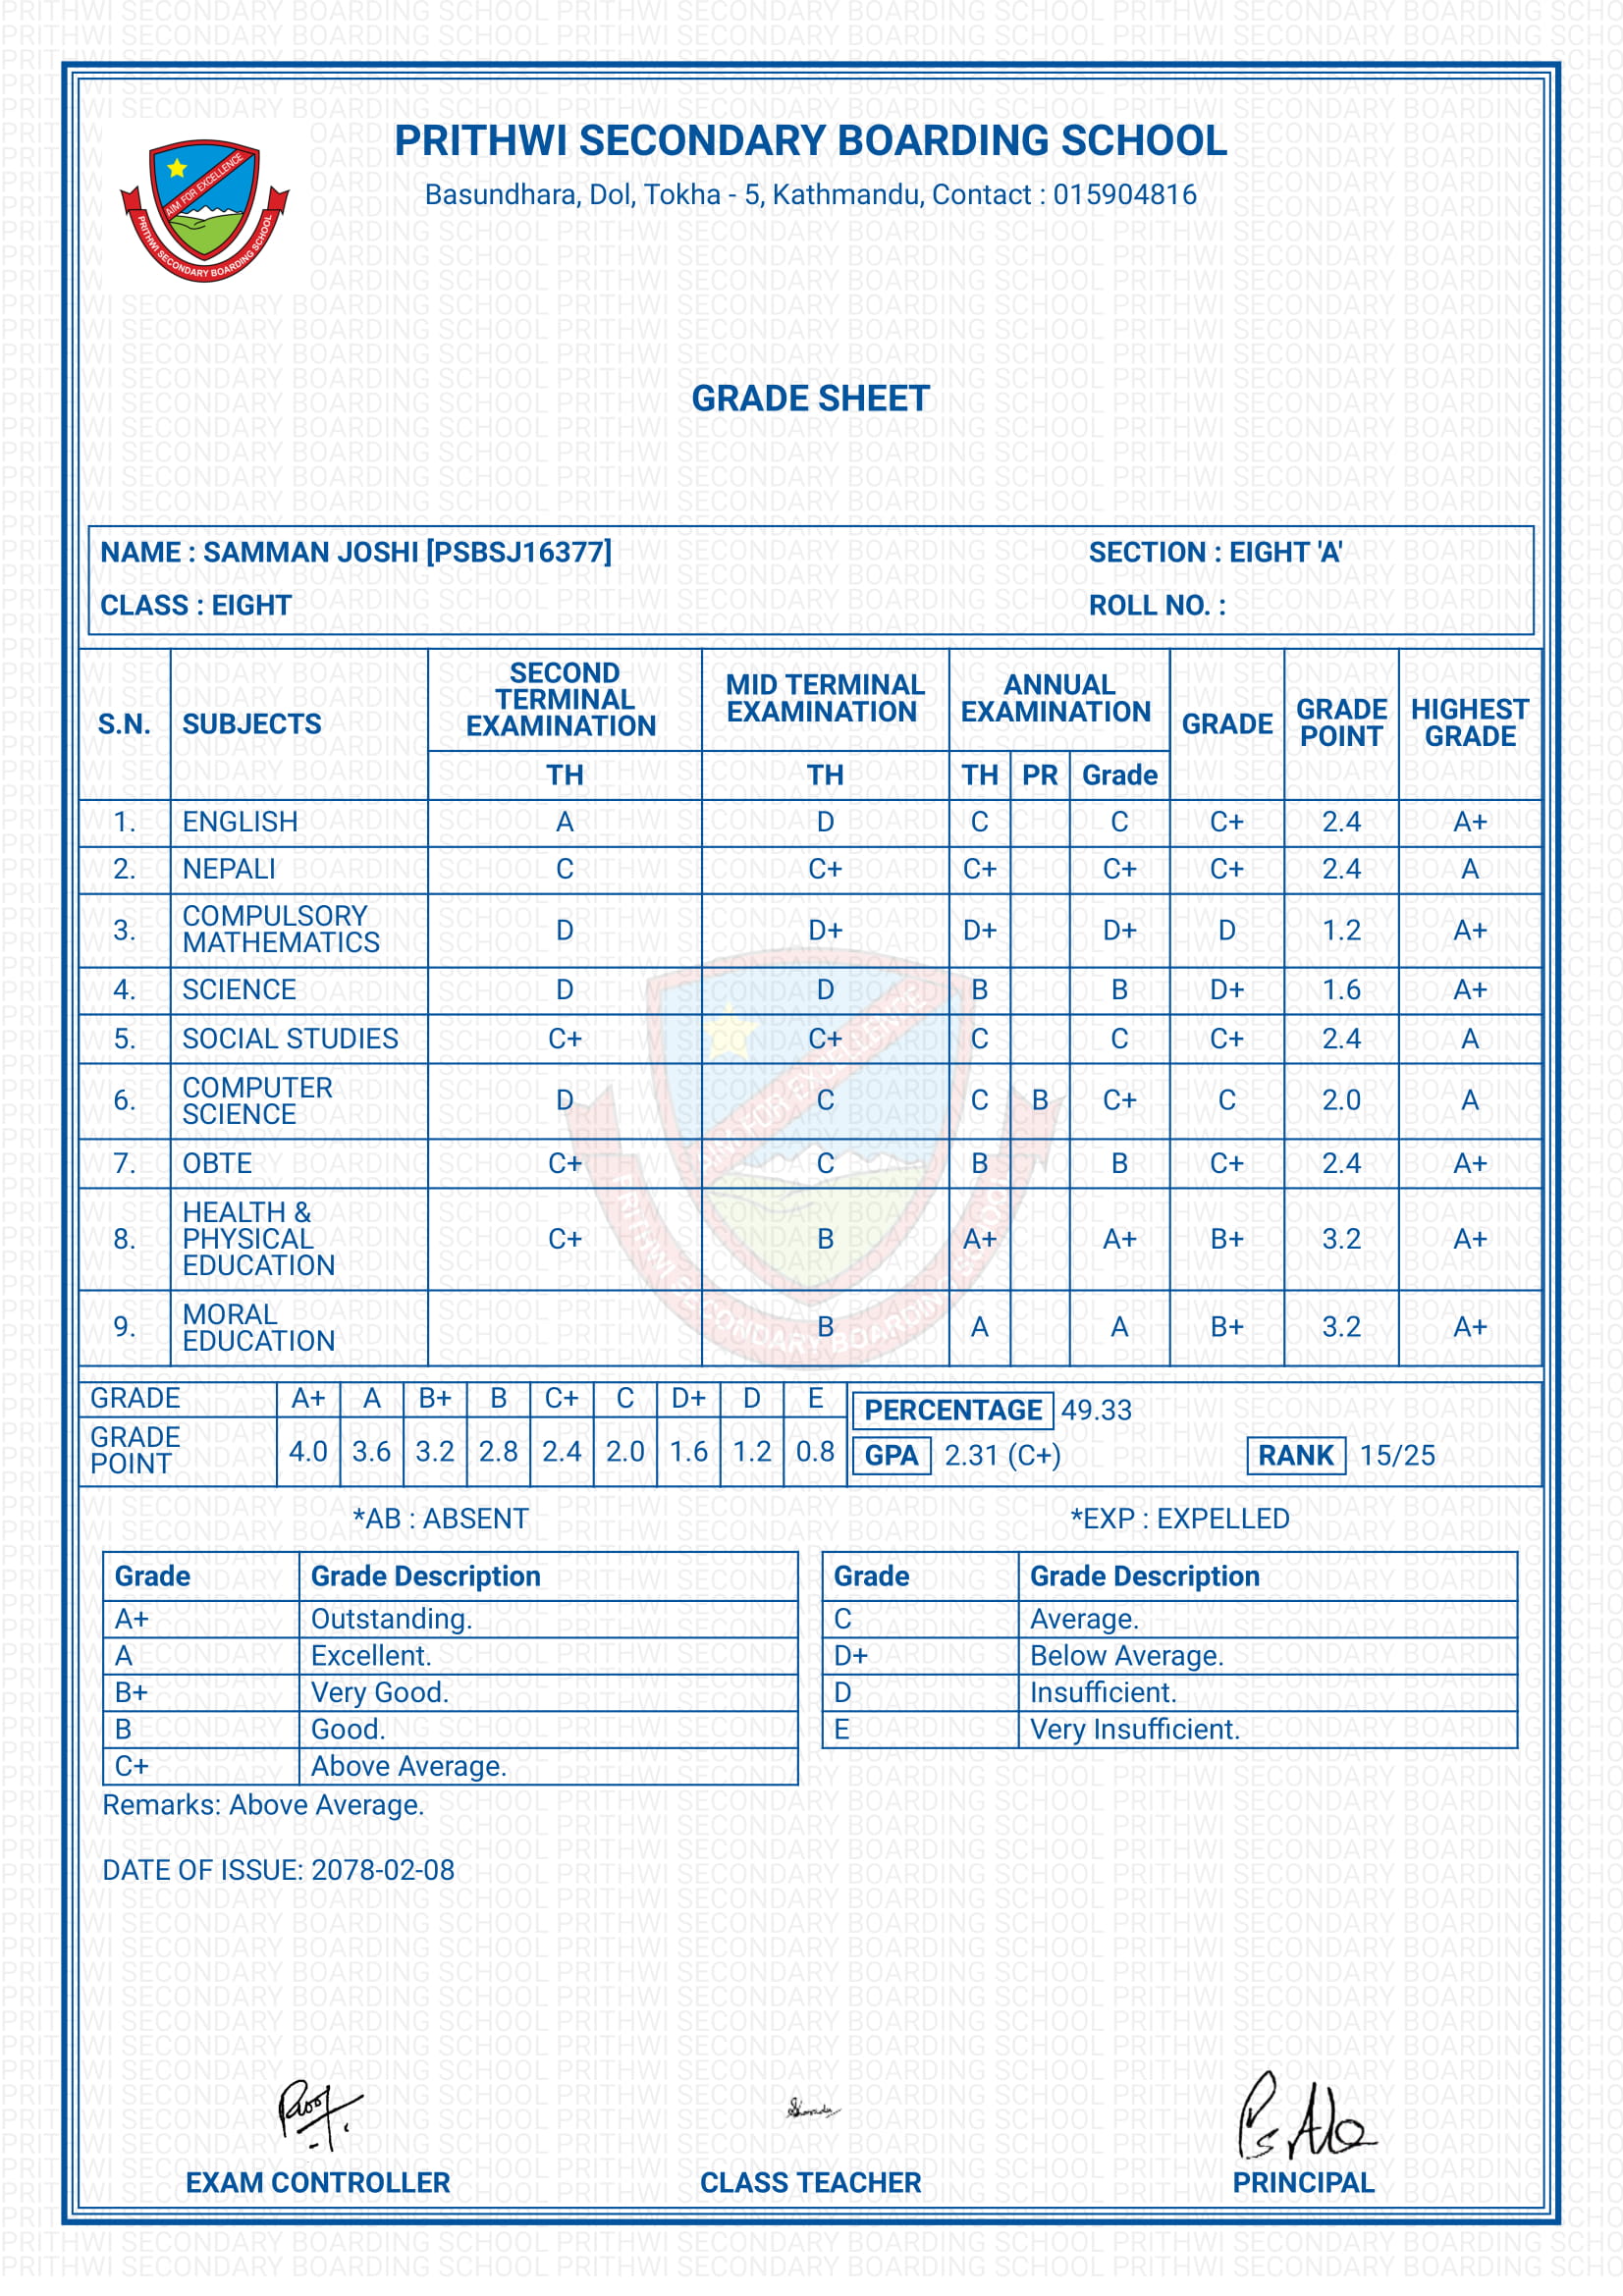 PRITHWI SECONDARY BOARDING SCHOOL
Basundhara, Dol, Tokha - 5, Kathmandu, Contact : 015904816
AIM FOR EXCELLENCE
PRITHWI SECONDARY BOARDING SCHOOL
GRADE SHEET
NAME : SAMMAN JOSHI [PSBSJ16377] SECTION : EIGHT 'A'
CLASS : EIGHT ROLL NO. :
S.N. SUBJECTS SECOND TERMINAL EXAMINATION MID TERMINAL EXAMINATION ANNUAL EXAMINATION GRADE GRADE POINT HIGHEST GRADE
TH TH TH PR Grade
1. ENGLISH A D C C C+ 2.4 A+
2. NEPALI C C+ C+ C+ C+ 2.4 A
3. COMPULSORY MATHEMATICS D D+ D+ D+ D 1.2 A+
4. SCIENCE D D B B D+ 1.6 A+
5. SOCIAL STUDIES C+ C+ C C C+ 2.4 A
6. COMPUTER SCIENCE D C C B C+ C 2.0 A
7. OBTE C+ C B B C+ 2.4 A+
8. HEALTH & PHYSICAL EDUCATION C+ B A+ A+ B+ 3.2 A+
9. MORAL EDUCATION B A A B+ 3.2 A+
GRADE A+ A B+ B C+ C D+ D E
GRADE POINT 4.0 3.6 3.2 2.8 2.4 2.0 1.6 1.2 0.8
PERCENTAGE 49.33
GPA 2.31 (C+) RANK 15/25
*AB : ABSENT *EXP : EXPELLED
Grade Grade Description
A+ Outstanding.
A Excellent.
B+ Very Good.
B Good.
C+ Above Average.
Grade Grade Description
C Average.
D+ Below Average.
D Insufficient.
E Very Insufficient.
Remarks: Above Average.
DATE OF ISSUE: 2078-02-08
EXAM CONTROLLER CLASS TEACHER PRINCIPAL